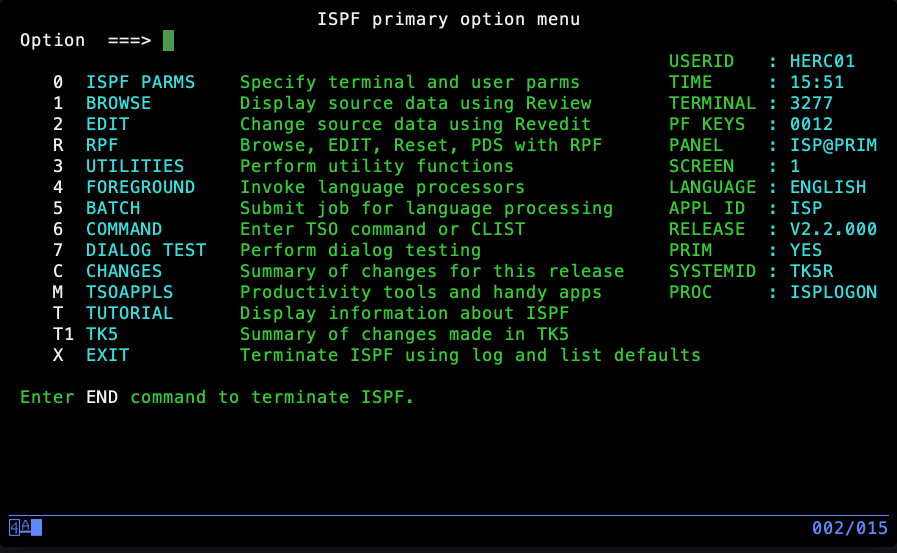 ISPF primary option menu
Option  ===>
USERID   : HERC01
0  ISPF PARMS    Specify terminal and user parms        TIME     : 15:51
1  BROWSE        Display source data using Review       TERMINAL : 3277
2  EDIT          Change source data using Revedit       PF KEYS  : 0012
R  RPF           Browse, EDIT, Reset, PDS with RPF      PANEL    : ISP@PRIM
3  UTILITIES     Perform utility functions              SCREEN   : 1
4  FOREGROUND    Invoke language processors             LANGUAGE : ENGLISH
5  BATCH         Submit job for language processing     APPL ID  : ISP
6  COMMAND       Enter TSO command or CLIST             RELEASE  : V2.2.000
7  DIALOG TEST   Perform dialog testing                 PRIM     : YES
C  CHANGES       Summary of changes for this release    SYSTEMID : TK5R
M  TSOAPPLS      Productivity tools and handy apps      PROC     : ISPLOGON
T  TUTORIAL      Display information about ISPF
T1 TK5           Summary of changes made in TK5
X  EXIT          Terminate ISPF using log and list defaults
Enter END command to terminate ISPF.
4A 002/015